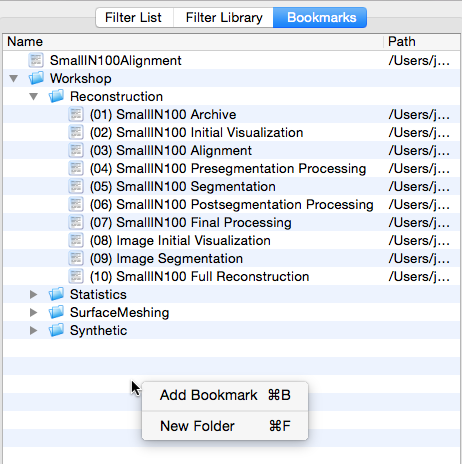 Filter List Filter Library Bookmarks
Name Path
SmallIN100Alignment /Users/j...
Workshop
Reconstruction
(01) SmallIN100 Archive /Users/j...
(02) SmallIN100 Initial Visualization /Users/j...
(03) SmallIN100 Alignment /Users/j...
(04) SmallIN100 Presegmentation Processing /Users/j...
(05) SmallIN100 Segmentation /Users/j...
(06) SmallIN100 Postsegmentation Processing /Users/j...
(07) SmallIN100 Final Processing /Users/j...
(08) Image Initial Visualization /Users/j...
(09) Image Segmentation /Users/j...
(10) SmallIN100 Full Reconstruction /Users/j...
Statistics
SurfaceMeshing
Synthetic
Add Bookmark ⌘B
New Folder ⌘F